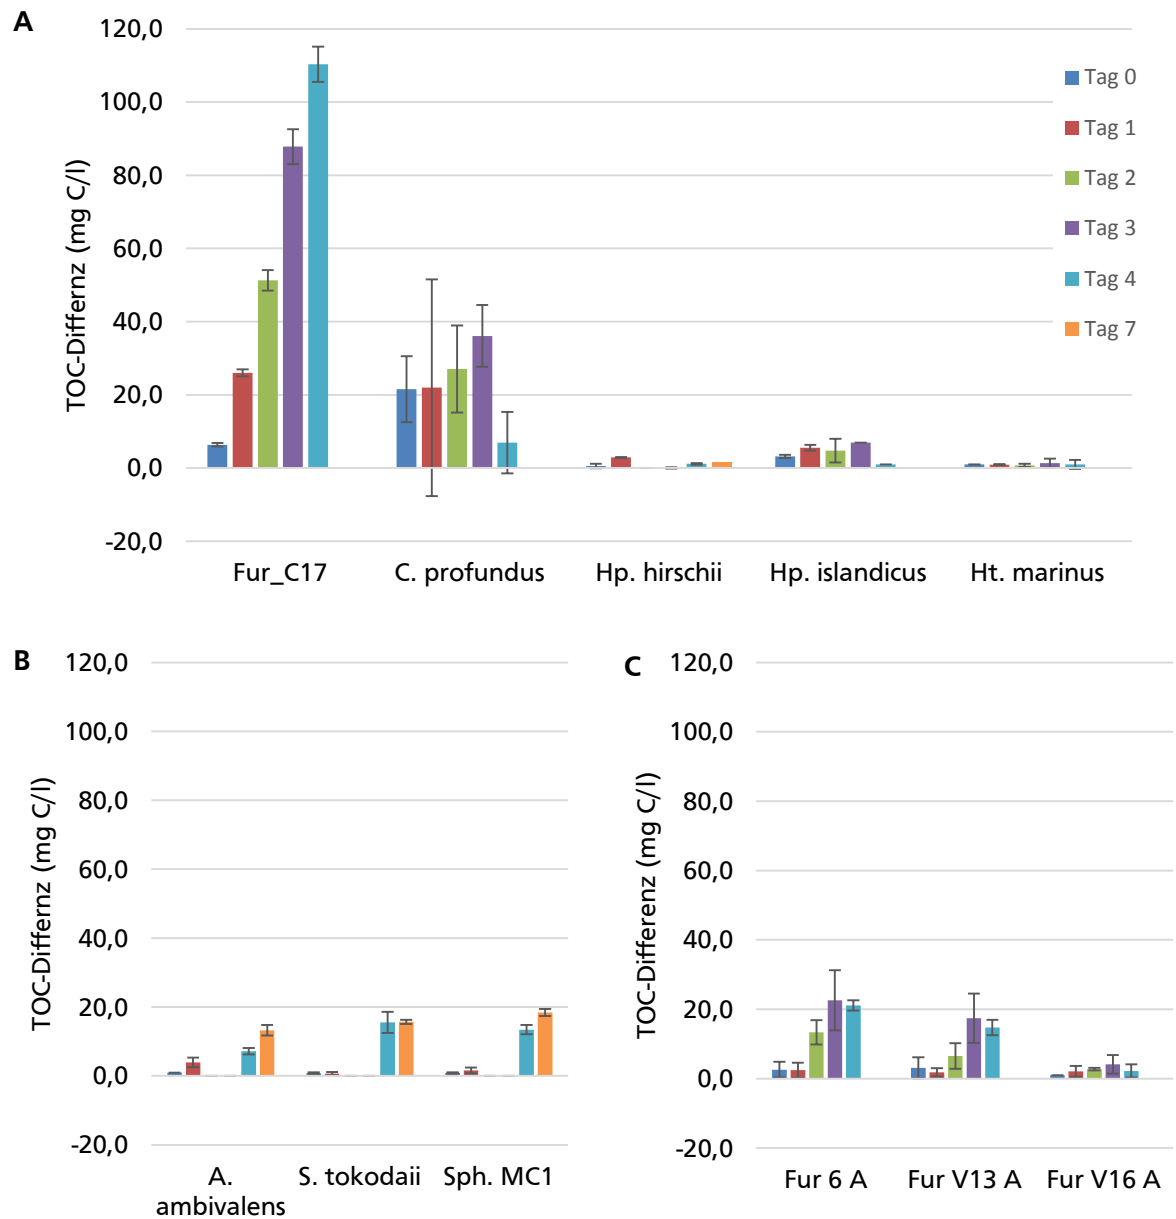 A
TOC-Differnz (mg C/l)
120,0
100,0
80,0
60,0
40,0
20,0
0,0
-20,0
Tag 0
Tag 1
Tag 2
Tag 3
Tag 4
Tag 7
Fur_C17 C. profundus Hp. hirschii Hp. islandicus Ht. marinus
B
TOC-Differnz (mg C/l)
120,0
100,0
80,0
60,0
40,0
20,0
0,0
-20,0
A. ambivalens S. tokodaii Sph. MC1
C
TOC-Differenz (mg C/l)
120,0
100,0
80,0
60,0
40,0
20,0
0,0
-20,0
Fur 6 A Fur V13 A Fur V16 A